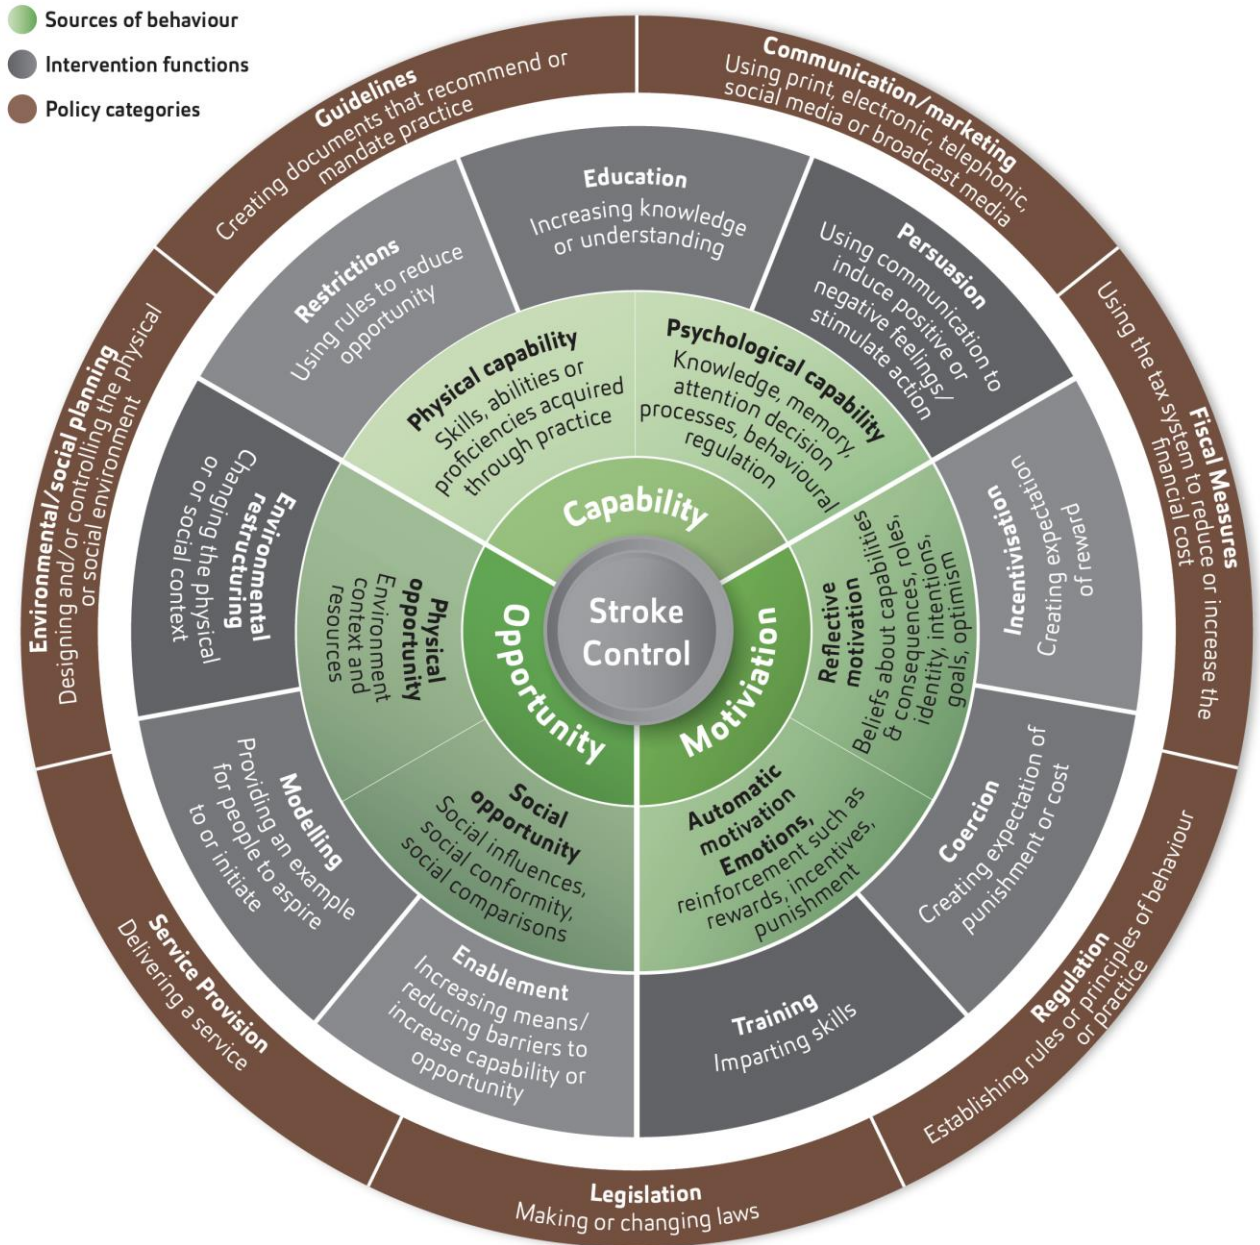 Sources of behaviour
Intervention functions
Policy categories
Guidelines
Creating documents that recommend or
mandate practice
Communication/marketing
Using print, electronic, telephonic,
social media or broadcast media
Fiscal Measures
Using the tax system to reduce or increase the
financial cost
Regulation
Establishing rules or principles of behaviour
or practice
Legislation
Making or changing laws
Service Provision
Delivering a service
Environmental/social planning
Designing and/or controlling the physical
or social environment
Education
Increasing knowledge
or understanding
Persuasion
Using communication to
induce positive or
negative feelings/
stimulate action
Incentivisation
Creating expectation
of reward
Coercion
Creating expectation of
punishment or cost
Training
Imparting skills
Enablement
Increasing means/
reducing barriers to
increase capability or
opportunity
Modelling
Providing an example
for people to aspire
to or initiate
Environmental
restructuring
Changing the physical
or or social context
Restrictions
Using rules to reduce
opportunity
Physical capability
Skills, abilities or
proficiencies acquired
through practice
Psychological capability
Knowledge, memory,
attention decision
processes, behavioural
regulation
Reflective
motivation
Beliefs about capabilities
& consequences, roles,
identity, intentions,
goals, optimism
Automatic
motivation
Emotions,
reinforcement such as
rewards, incentives,
punishment
Social
opportunity
Social influences,
social conformity,
social comparisons
Physical
opportunity
Environment
context and
resources
Capability
Motiviation
Opportunity
Stroke
Control